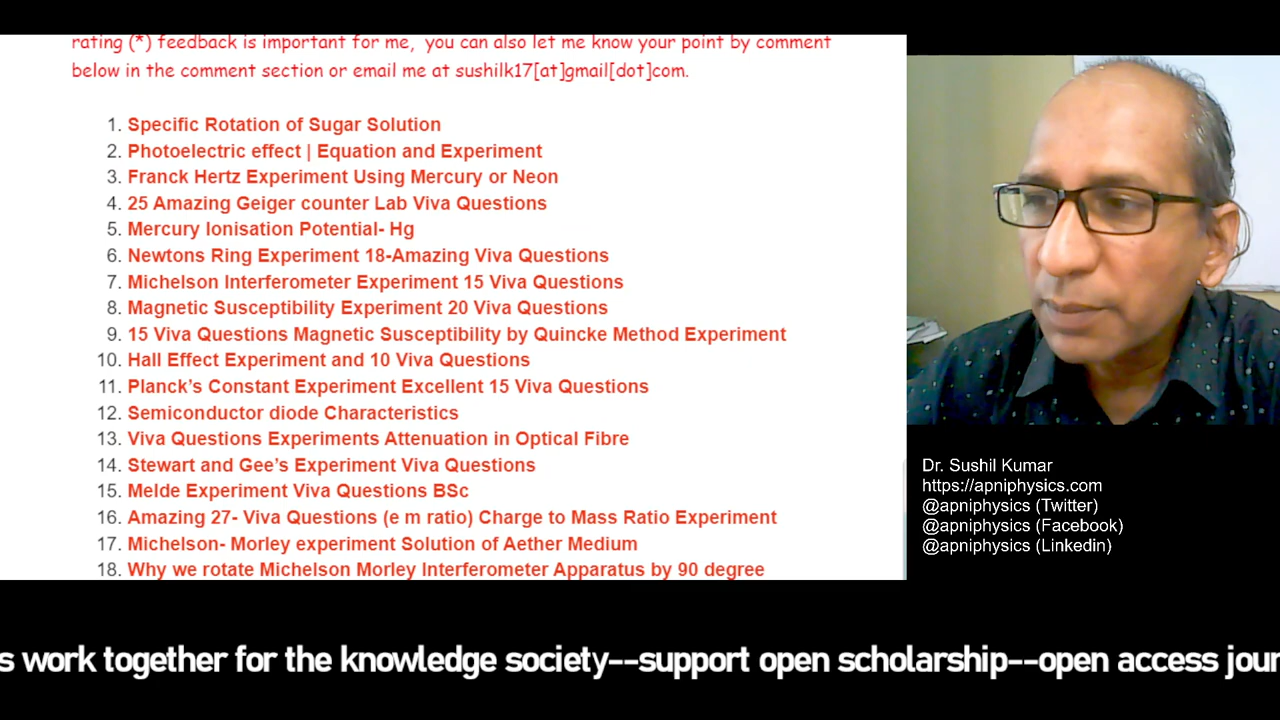 rating (*) feedback is important for me, you can also let me know your point by comment
below in the comment section or email me at sushilk17[at]gmail[dot]com.
1. Specific Rotation of Sugar Solution
2. Photoelectric effect | Equation and Experiment
3. Franck Hertz Experiment Using Mercury or Neon
4. 25 Amazing Geiger counter Lab Viva Questions
5. Mercury Ionisation Potential- Hg
6. Newtons Ring Experiment 18-Amazing Viva Questions
7. Michelson Interferometer Experiment 15 Viva Questions
8. Magnetic Susceptibility Experiment 20 Viva Questions
9. 15 Viva Questions Magnetic Susceptibility by Quincke Method Experiment
10. Hall Effect Experiment and 10 Viva Questions
11. Planck’s Constant Experiment Excellent 15 Viva Questions
12. Semiconductor diode Characteristics
13. Viva Questions Experiments Attenuation in Optical Fibre
14. Stewart and Gee’s Experiment Viva Questions
15. Melde Experiment Viva Questions BSc
16. Amazing 27- Viva Questions (e m ratio) Charge to Mass Ratio Experiment
17. Michelson- Morley experiment Solution of Aether Medium
18. Why we rotate Michelson Morley Interferometer Apparatus by 90 degree
Dr. Sushil Kumar
https://apniphysics.com
@apniphysics (Twitter)
@apniphysics (Facebook)
@apniphysics (Linkedin)
s work together for the knowledge society--support open scholarship--open access jour